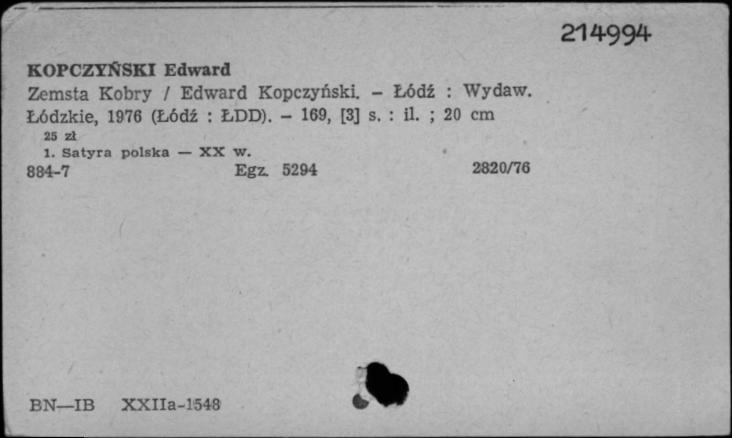 214994
KOPCZYŃSKI Edward
Zemsta Kobry / Edward Kopczyński. – Łódź : Wydaw.
Łódzkie, 1976 (Łódź : ŁDD). – 169, [3] s. : il. ; 20 cm
25 zł
1. Satyra polska — XX w.
884-7 Egz. 5294 2820/76
BN—IB XXIIa-1548